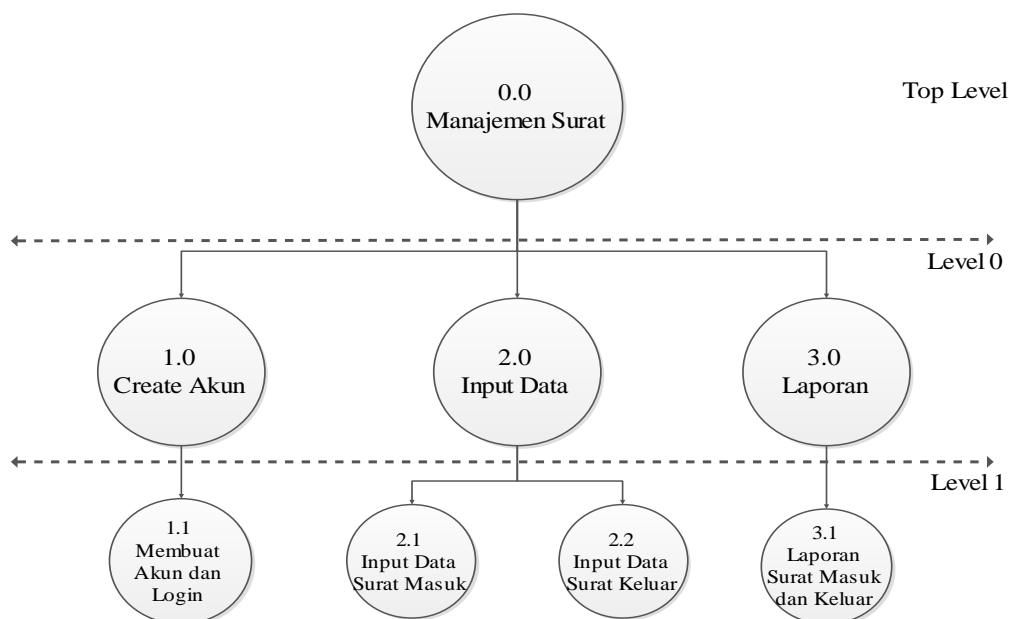 0.0
Manajemen Surat
Top Level
Level 0
1.0
Create Akun
2.0
Input Data
3.0
Laporan
Level 1
1.1
Membuat
Akun dan
Login
2.1
Input Data
Surat Masuk
2.2
Input Data
Surat Keluar
3.1
Laporan
Surat Masuk
dan Keluar